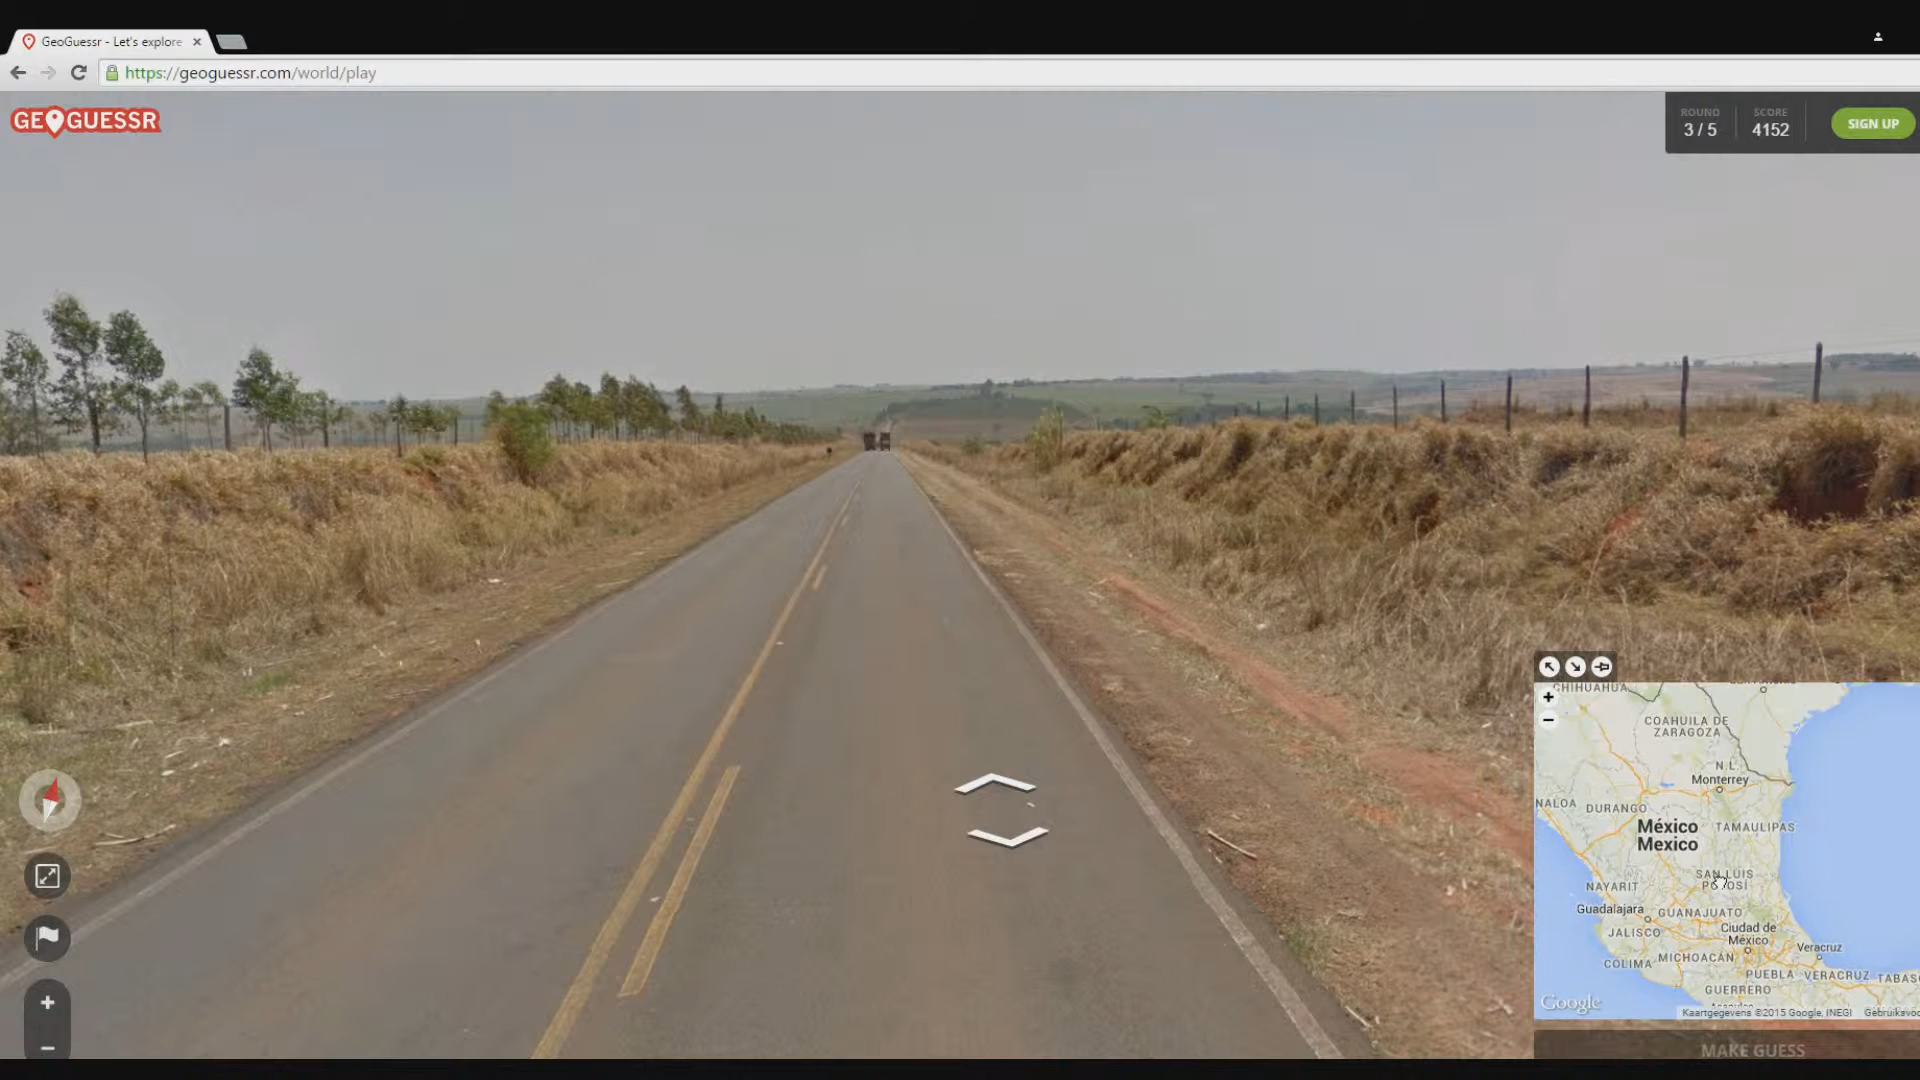 GeoGuessr - Let's explore
https://geoguessr.com/world/play
GEOGUESSR
ROUND
3 / 5
SCORE
4152
SIGN UP
CHIHUAHUA
COAHUILA DE
ZARAGOZA
N.L.
Monterrey
NALOA
DURANGO
México
Mexico
TAMAULIPAS
SAN LUIS
POTOSÍ
NAYARIT
Guadalajara
GUANAJUATO
JALISCO
Ciudad de
México
Veracruz
COLIMA
MICHOACÁN
PUEBLA
VERACRUZ
TABAS
GUERRERO
Google
Kaartgegevens ©2015 Google, INEGI
Gebruiksvoo
MAKE GUESS